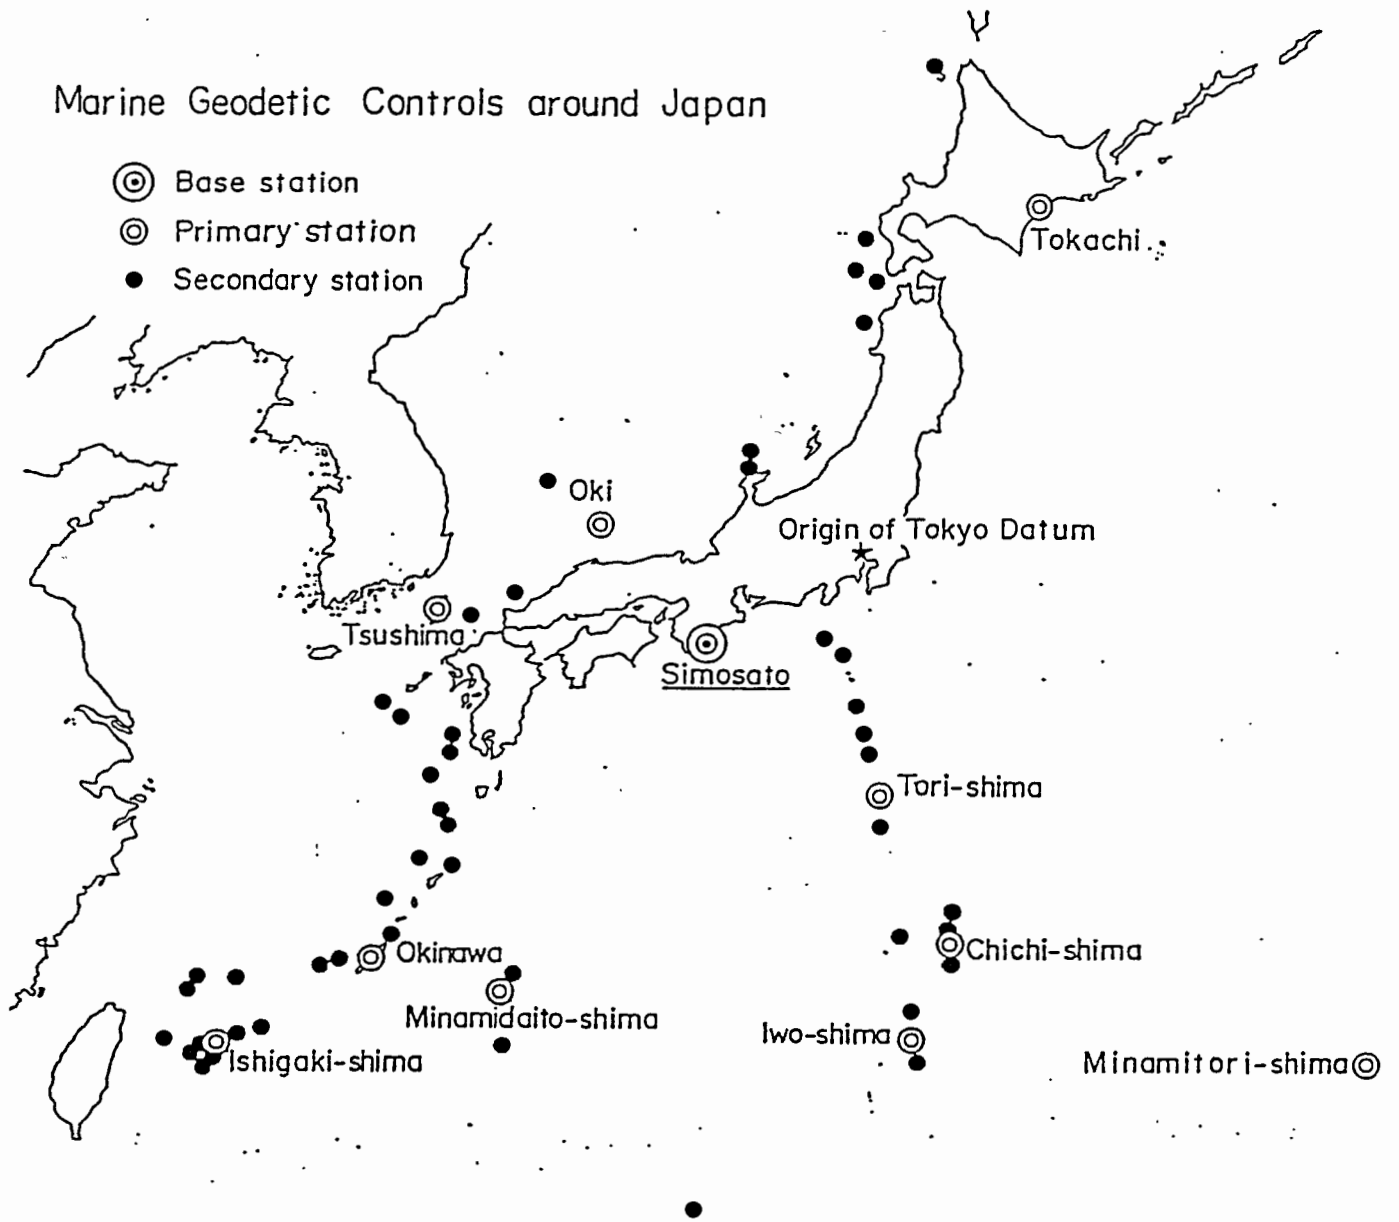 Marine Geodetic Controls around Japan
Base station
Primary station
Secondary station
Tokachi
Oki
Origin of Tokyo Datum
Tsushima
Simosato
Tori-shima
Okinawa
Chichi-shima
Minamidaito-shima
Iwo-shima
Ishigaki-shima
Minamitori-shima